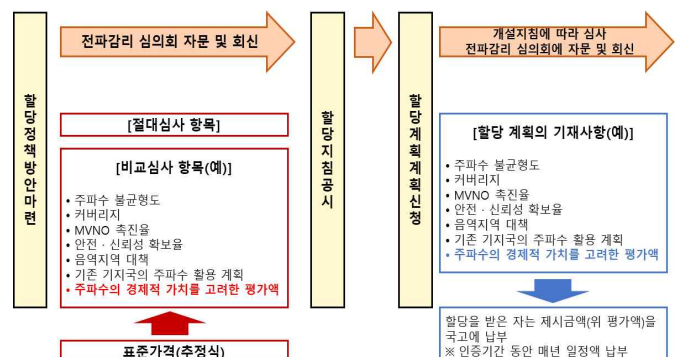 할당정책방안마련
전파감리 심의회 자문 및 회신
[절대심사 항목]
[비교심사 항목(예)]
• 주파수 불균형도
• 커버리지
• MVNO 촉진율
• 안전 · 신뢰성 확보율
• 음역지역 대책
• 기존 기지국의 주파수 활용 계획
• 주파수의 경제적 가치를 고려한 평가액
표준가격(추정식)
할당지침공시
할당계획계획신청
개설지침에 따라 심사
전파감리 심의회에 자문 및 회신
[할당 계획의 기재사항(예)]
• 주파수 불균형도
• 커버리지
• MVNO 촉진율
• 안전 · 신뢰성 확보율
• 음역지역 대책
• 기존 기지국의 주파수 활용 계획
• 주파수의 경제적 가치를 고려한 평가액
할당을 받은 자는 제시금액(위 평가액)을
국고에 납부
※ 인증기간 동안 매년 일정액 납부